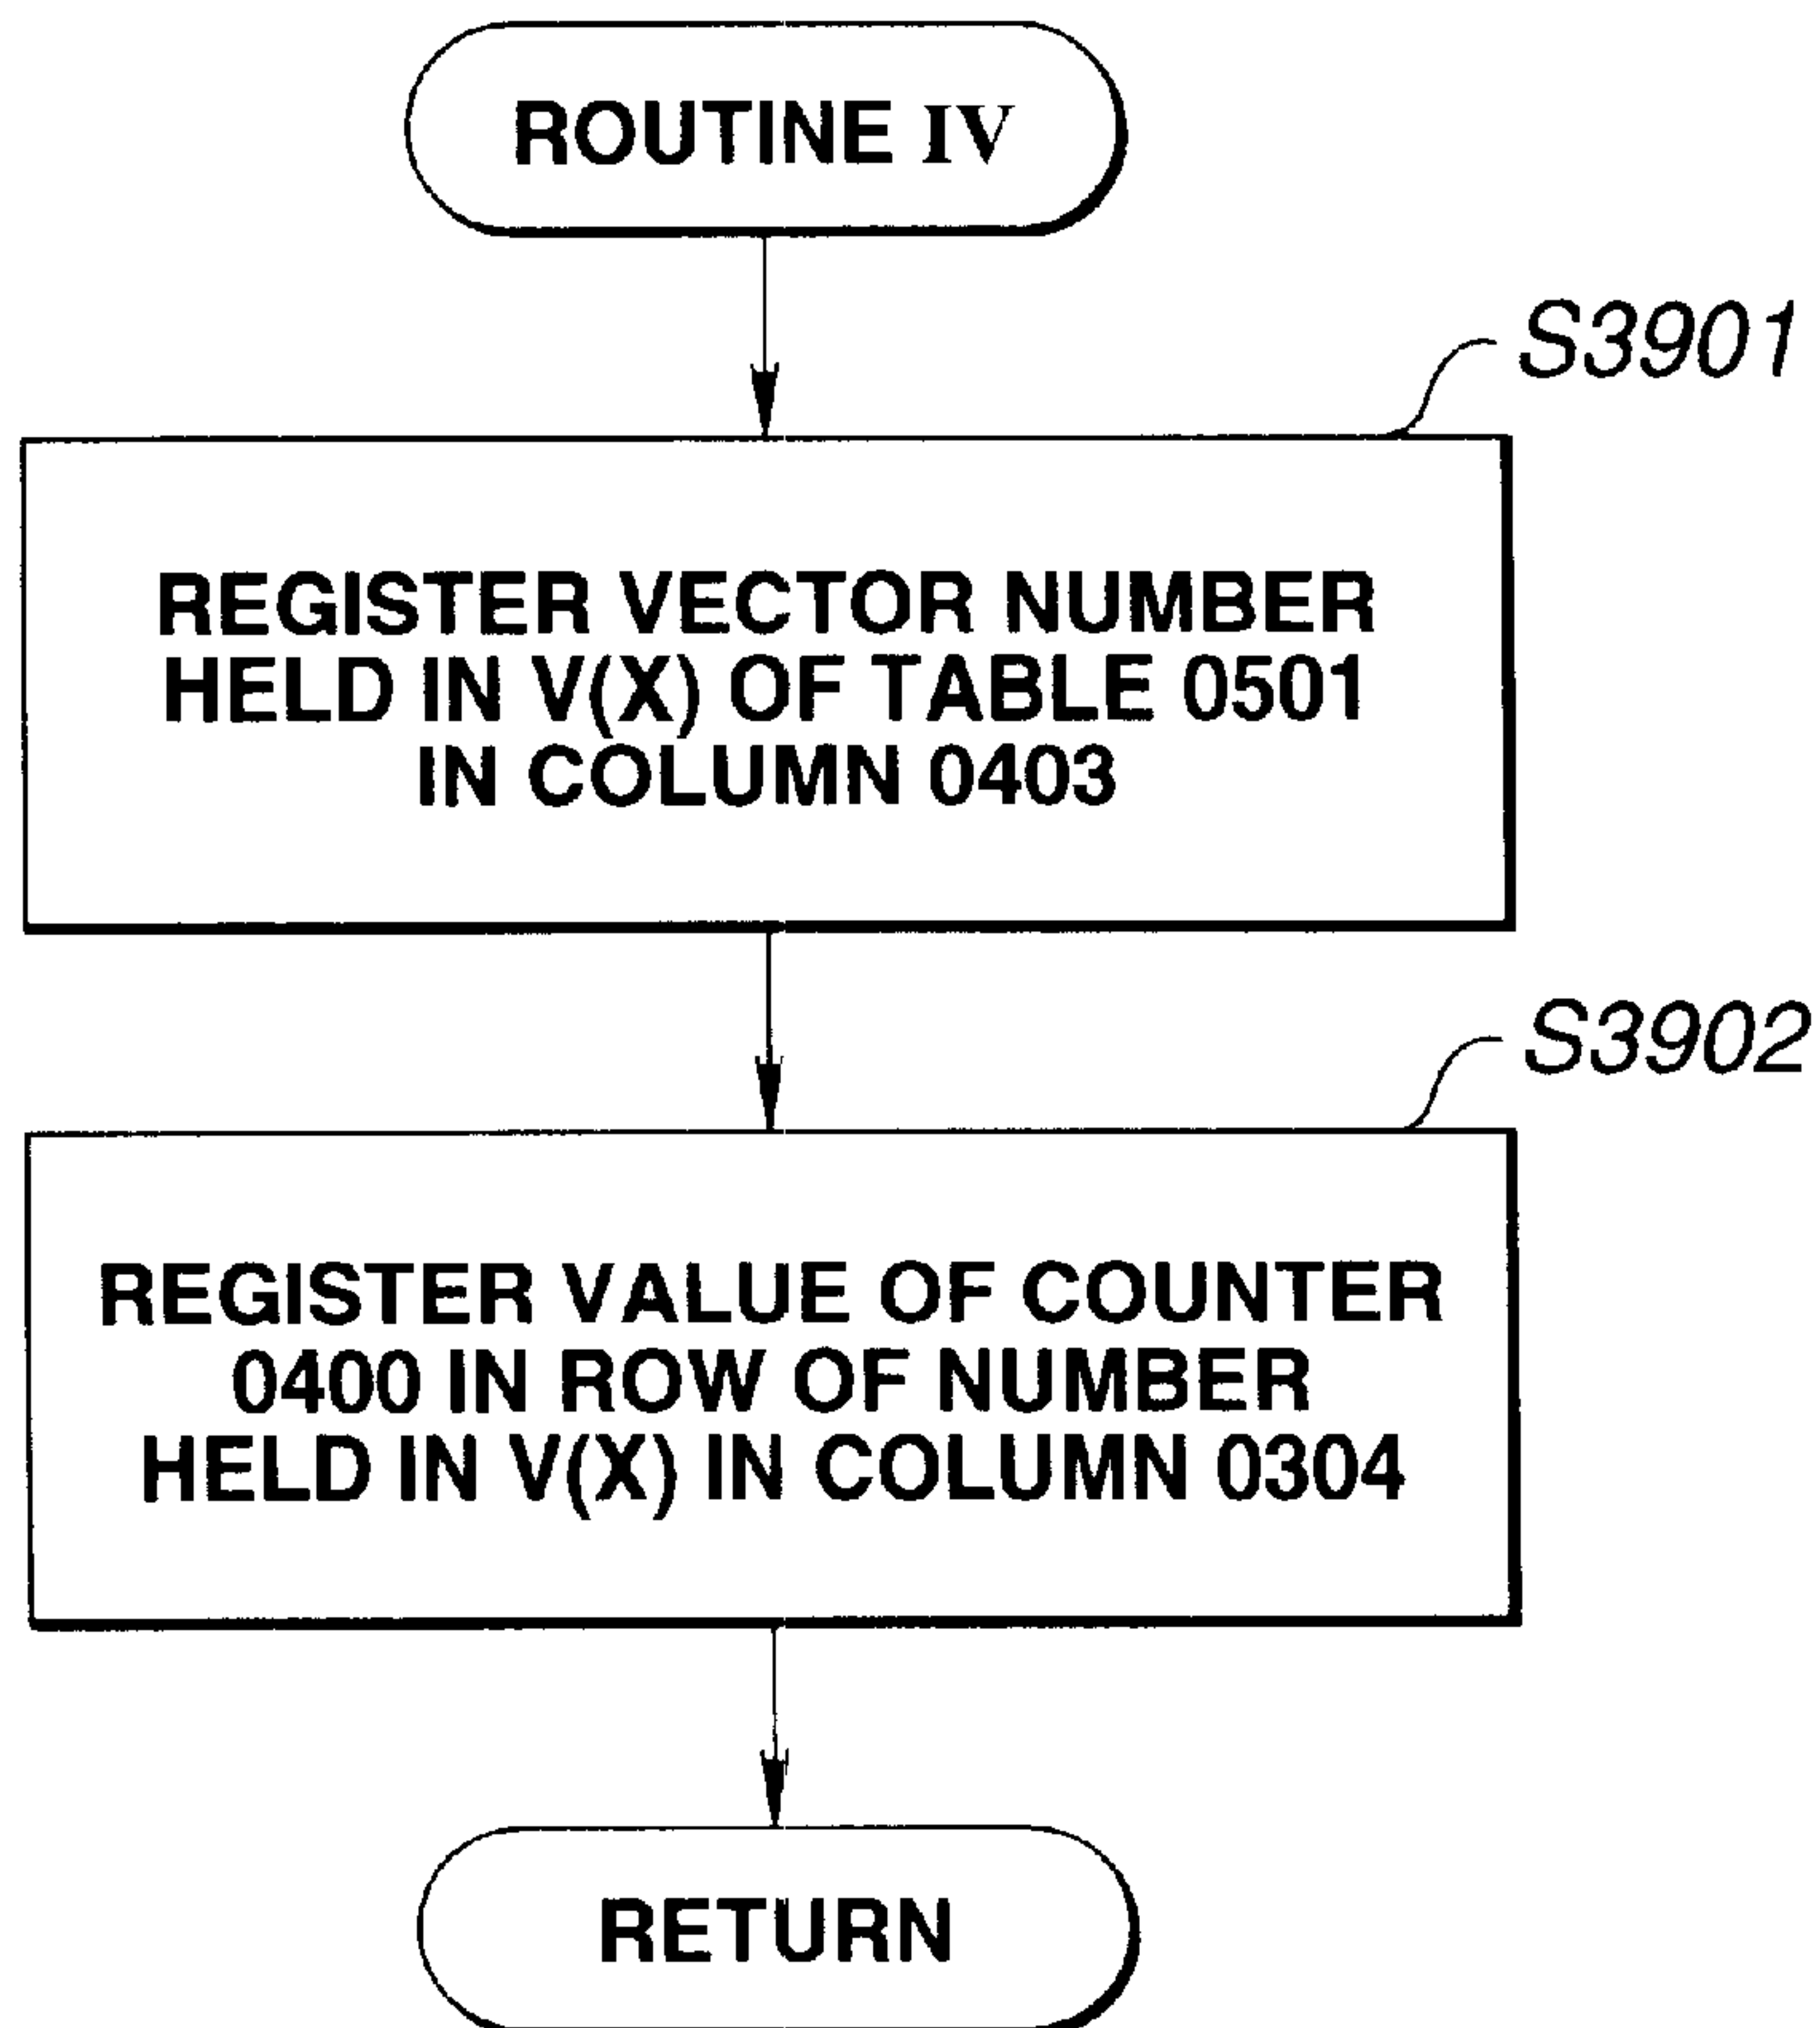 ROUTINE IV
S3901
REGISTER VECTOR NUMBER
HELD IN V(X) OF TABLE 0501
IN COLUMN 0403
S3902
REGISTER VALUE OF COUNTER
0400 IN ROW OF NUMBER
HELD IN V(X) IN COLUMN 0304
RETURN